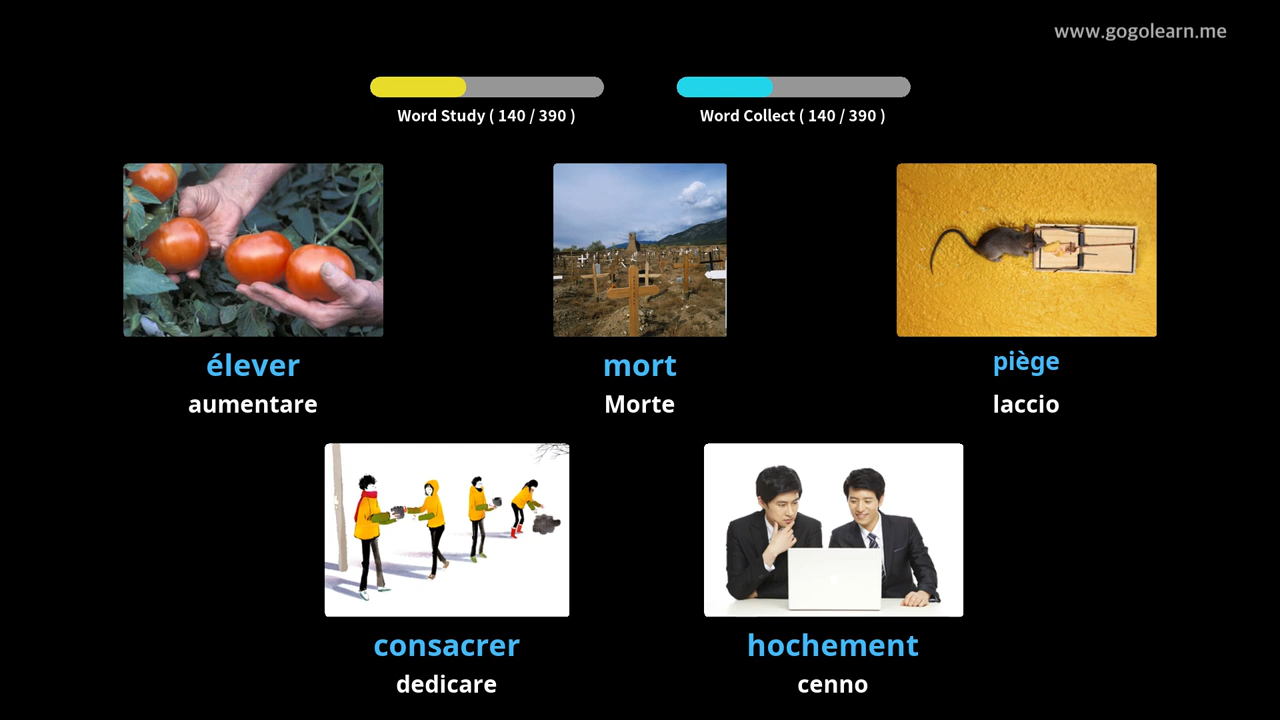 www.gogolearn.me
Word Study ( 140 / 390 )
Word Collect ( 140 / 390 )
élever
aumentare
mort
Morte
piège
laccio
consacrer
dedicare
hochement
cenno